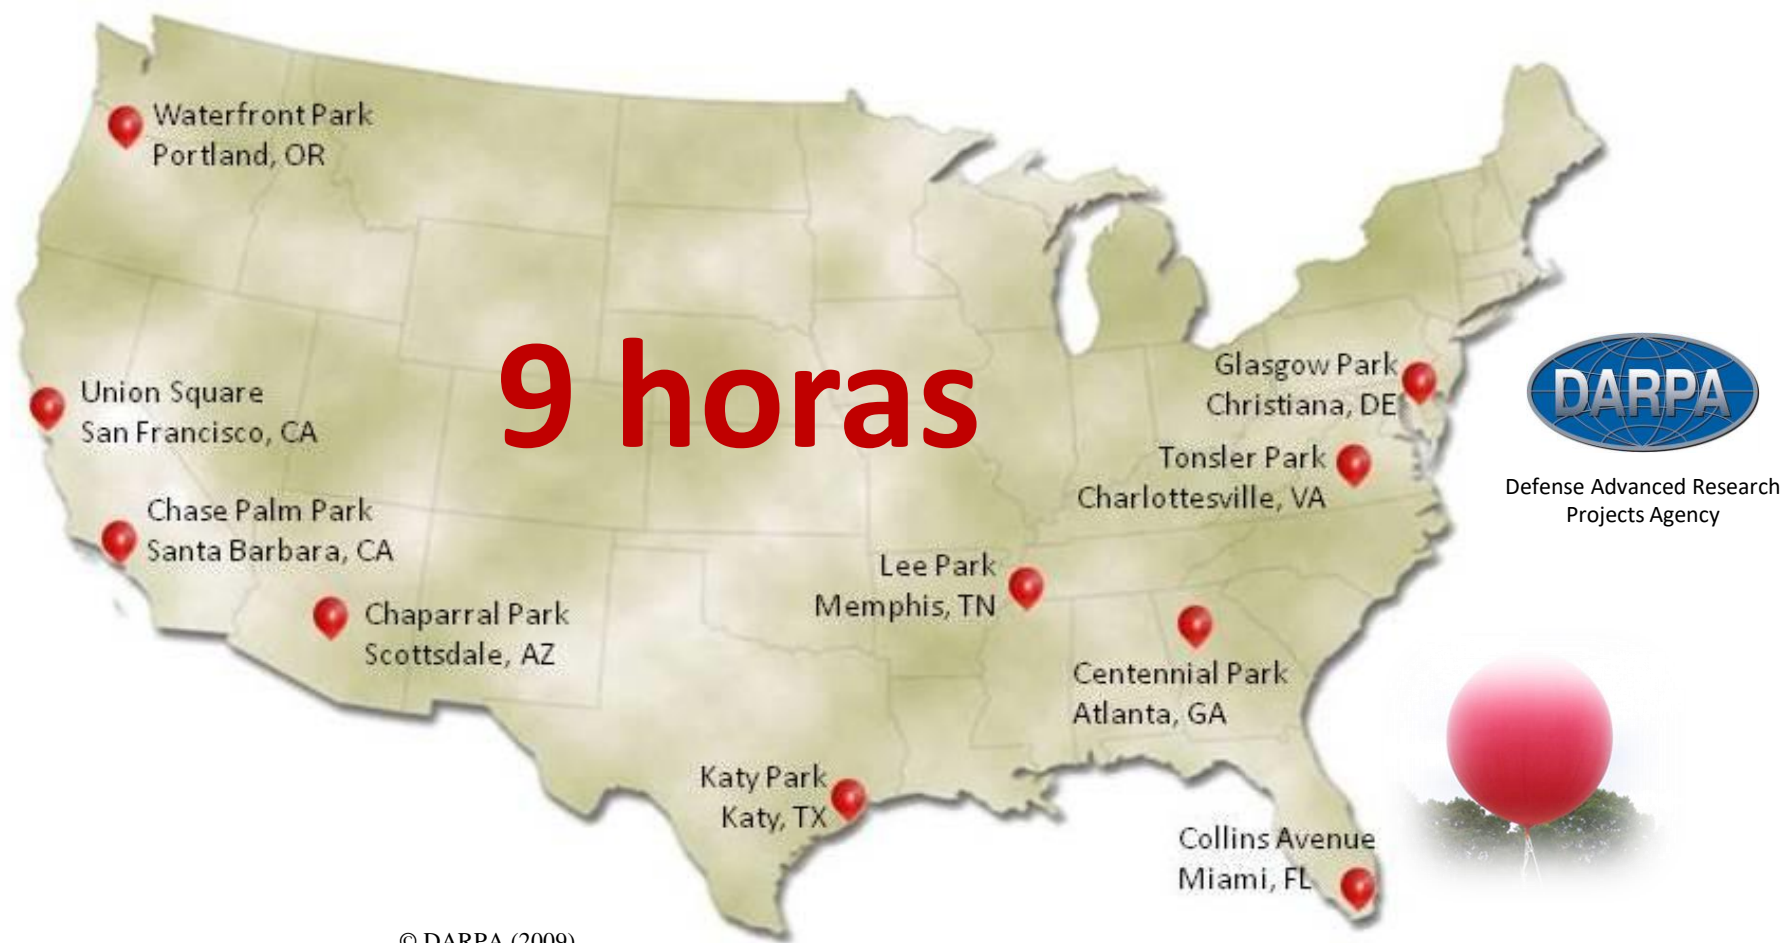 Waterfront Park
Portland, OR
Union Square
San Francisco, CA
9 horas
Glasgow Park
Christiana, DE
DARPA
Defense Advanced Research
Projects Agency
Tonsler Park
Charlottesville, VA
Chase Palm Park
Santa Barbara, CA
Lee Park
Memphis, TN
Chaparral Park
Scottsdale, AZ
Centennial Park
Atlanta, GA
Katy Park
Katy, TX
Collins Avenue
Miami, FL
© DARPA (2009)